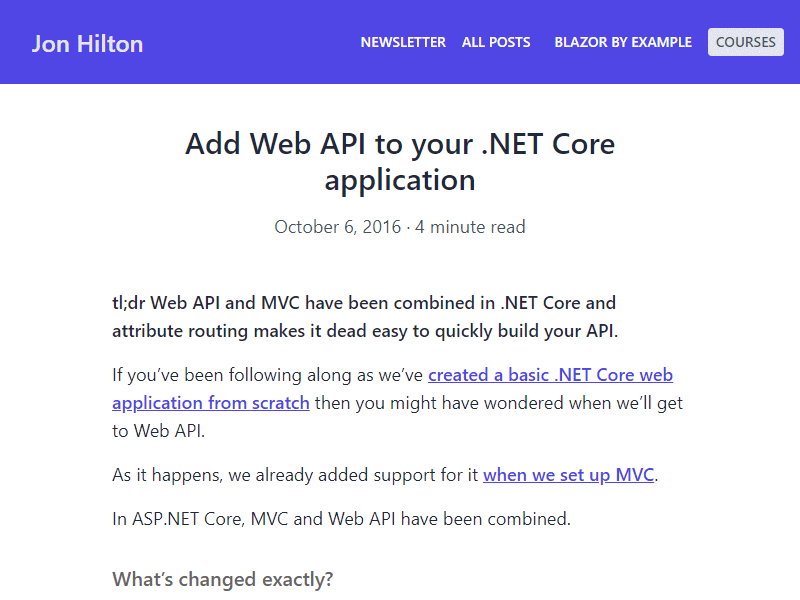 Jon Hilton
NEWSLETTER ALL POSTS BLAZOR BY EXAMPLE COURSES
Add Web API to your .NET Core
application
October 6, 2016 · 4 minute read
tl;dr Web API and MVC have been combined in .NET Core and
attribute routing makes it dead easy to quickly build your API.
If you’ve been following along as we’ve created a basic .NET Core web
application from scratch then you might have wondered when we’ll get
to Web API.
As it happens, we already added support for it when we set up MVC.
In ASP.NET Core, MVC and Web API have been combined.
What’s changed exactly?